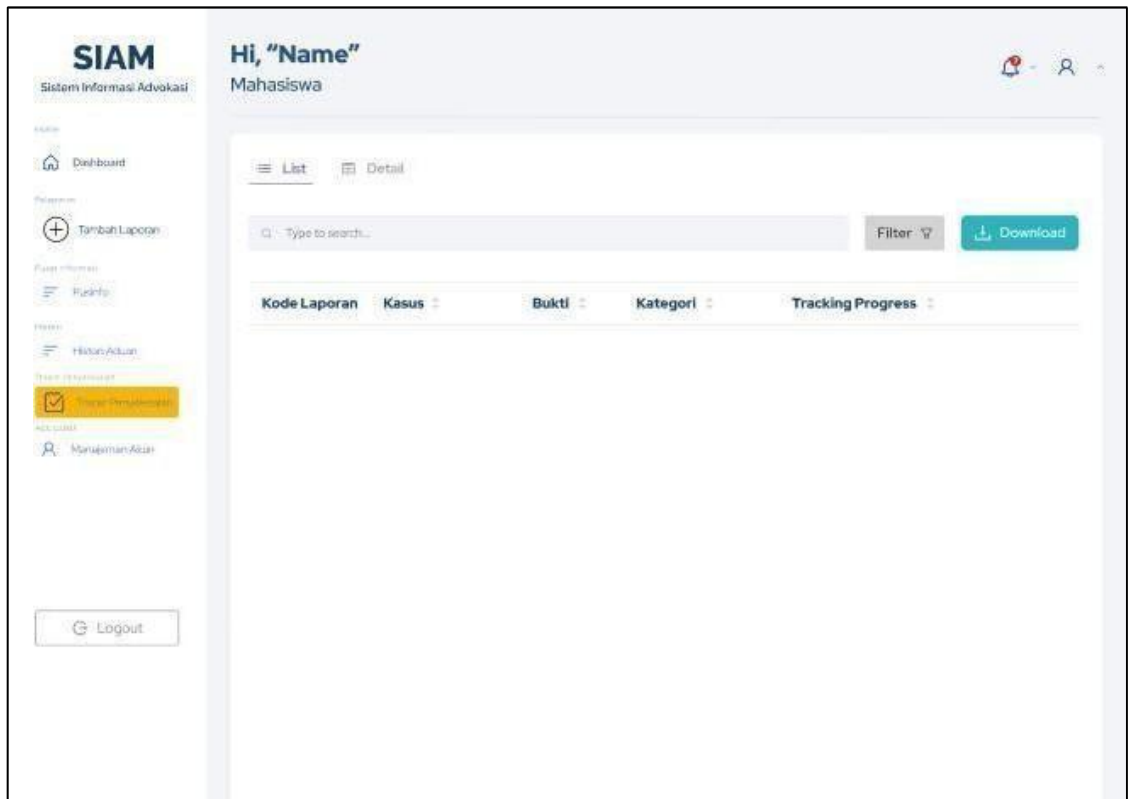 SIAM
Sistem Informasi Advokasi
Hi, “Name”
Mahasiswa
Dashboard
Tambah Laporan
Pusinfo
Histori Aduan
Manajeman Akun
Logout
List
Detail
Type to search...
Filter
Download
Kode Laporan Kasus Bukti Kategori Tracking Progress